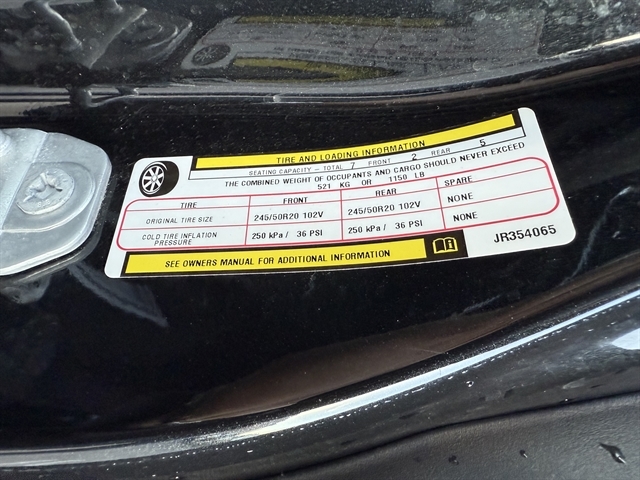 TIRE AND LOADING INFORMATION
SEATING CAPACITY - TOTAL 7 FRONT 2 REAR 5
THE COMBINED WEIGHT OF OCCUPANTS AND CARGO SHOULD NEVER EXCEED
521 KG OR 1150 LB
TIRE FRONT REAR SPARE
ORIGINAL TIRE SIZE 245/50R20 102V 245/50R20 102V NONE
COLD TIRE INFLATION PRESSURE 250 kPa / 36 PSI 250 kPa / 36 PSI NONE
SEE OWNERS MANUAL FOR ADDITIONAL INFORMATION
JR354065